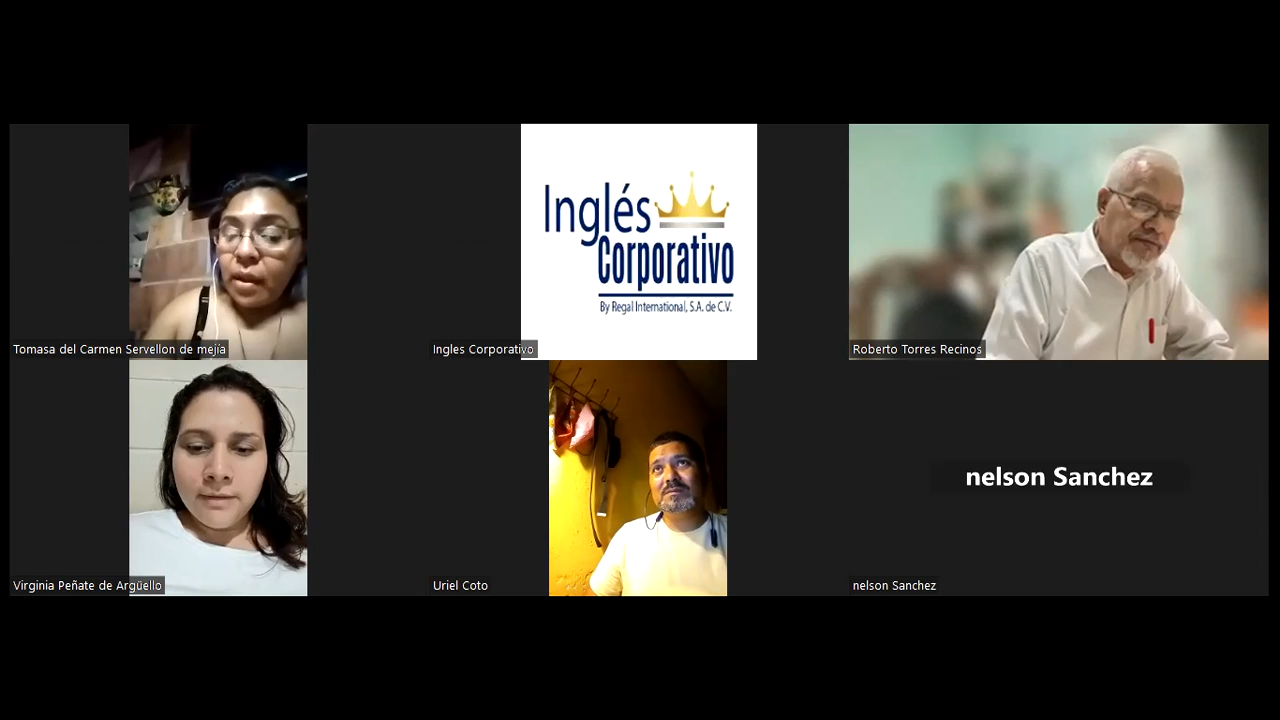 Inglés
Corporativo
By Regal International, S.A. de C.V.
Tomasa del Carmen Servellon de mejía
Ingles Corporativo
Roberto Torres Recinos
nelson Sanchez
Virginia Peñate de Argüello
Uriel Coto
nelson Sanchez